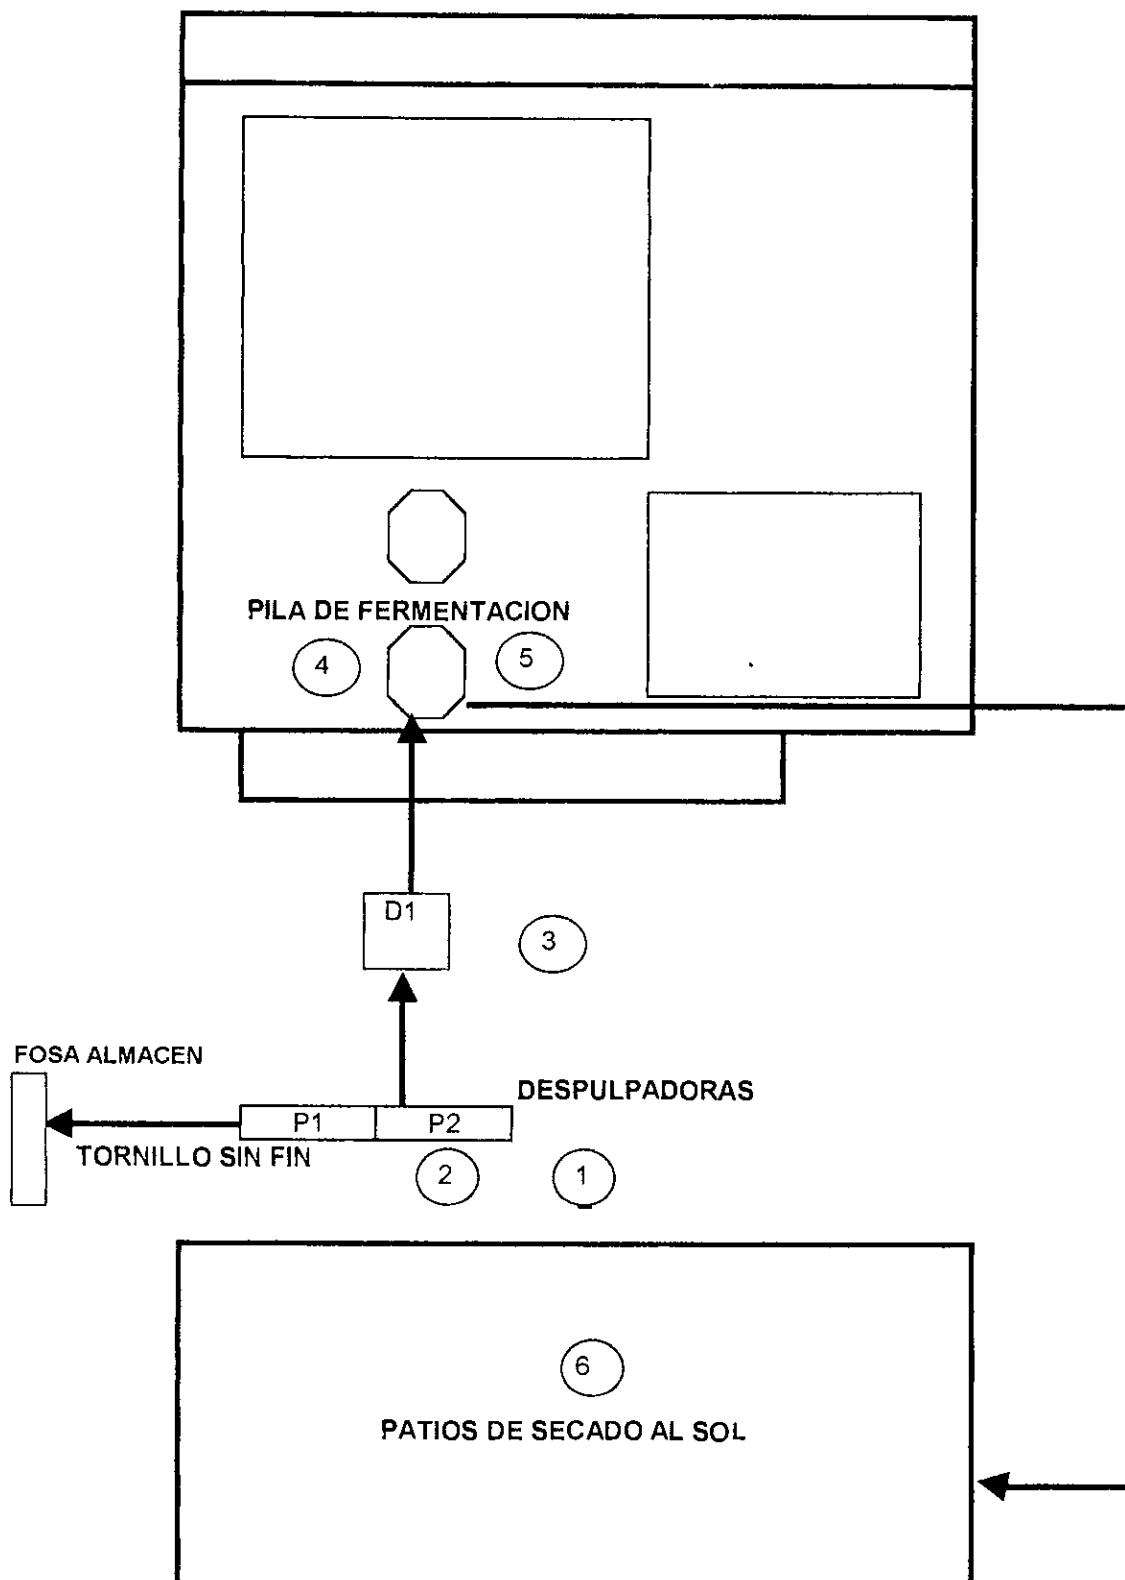 PILA DE FERMENTACION
4
5
D1
3
FOSA ALMACEN
DESPULPADORAS
P1
P2
TORNILLO SIN FIN
2
1
6
PATIOS DE SECADO AL SOL